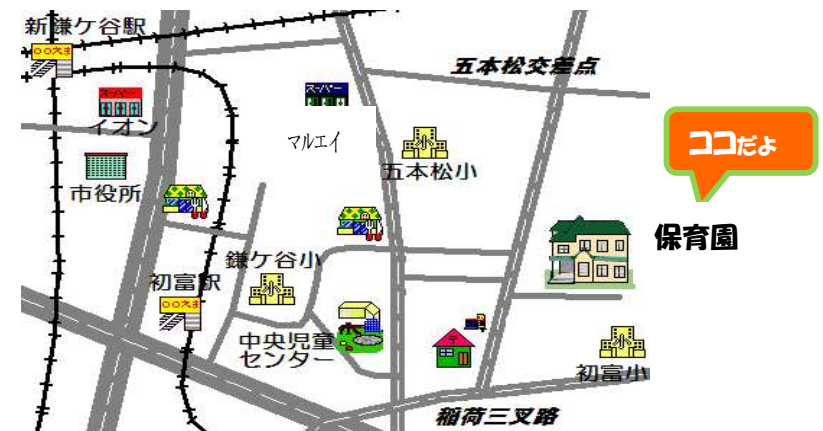 新鎌ケ谷駅
○○えき
スーパー
イオン
市役所
スーパー
マルエイ
五本松交差点
五本松小
小
ココだよ
保育園
鎌ケ谷小
小
初富駅
○○えき
中央児童
センター
〒
小
初富小
稲荷三叉路